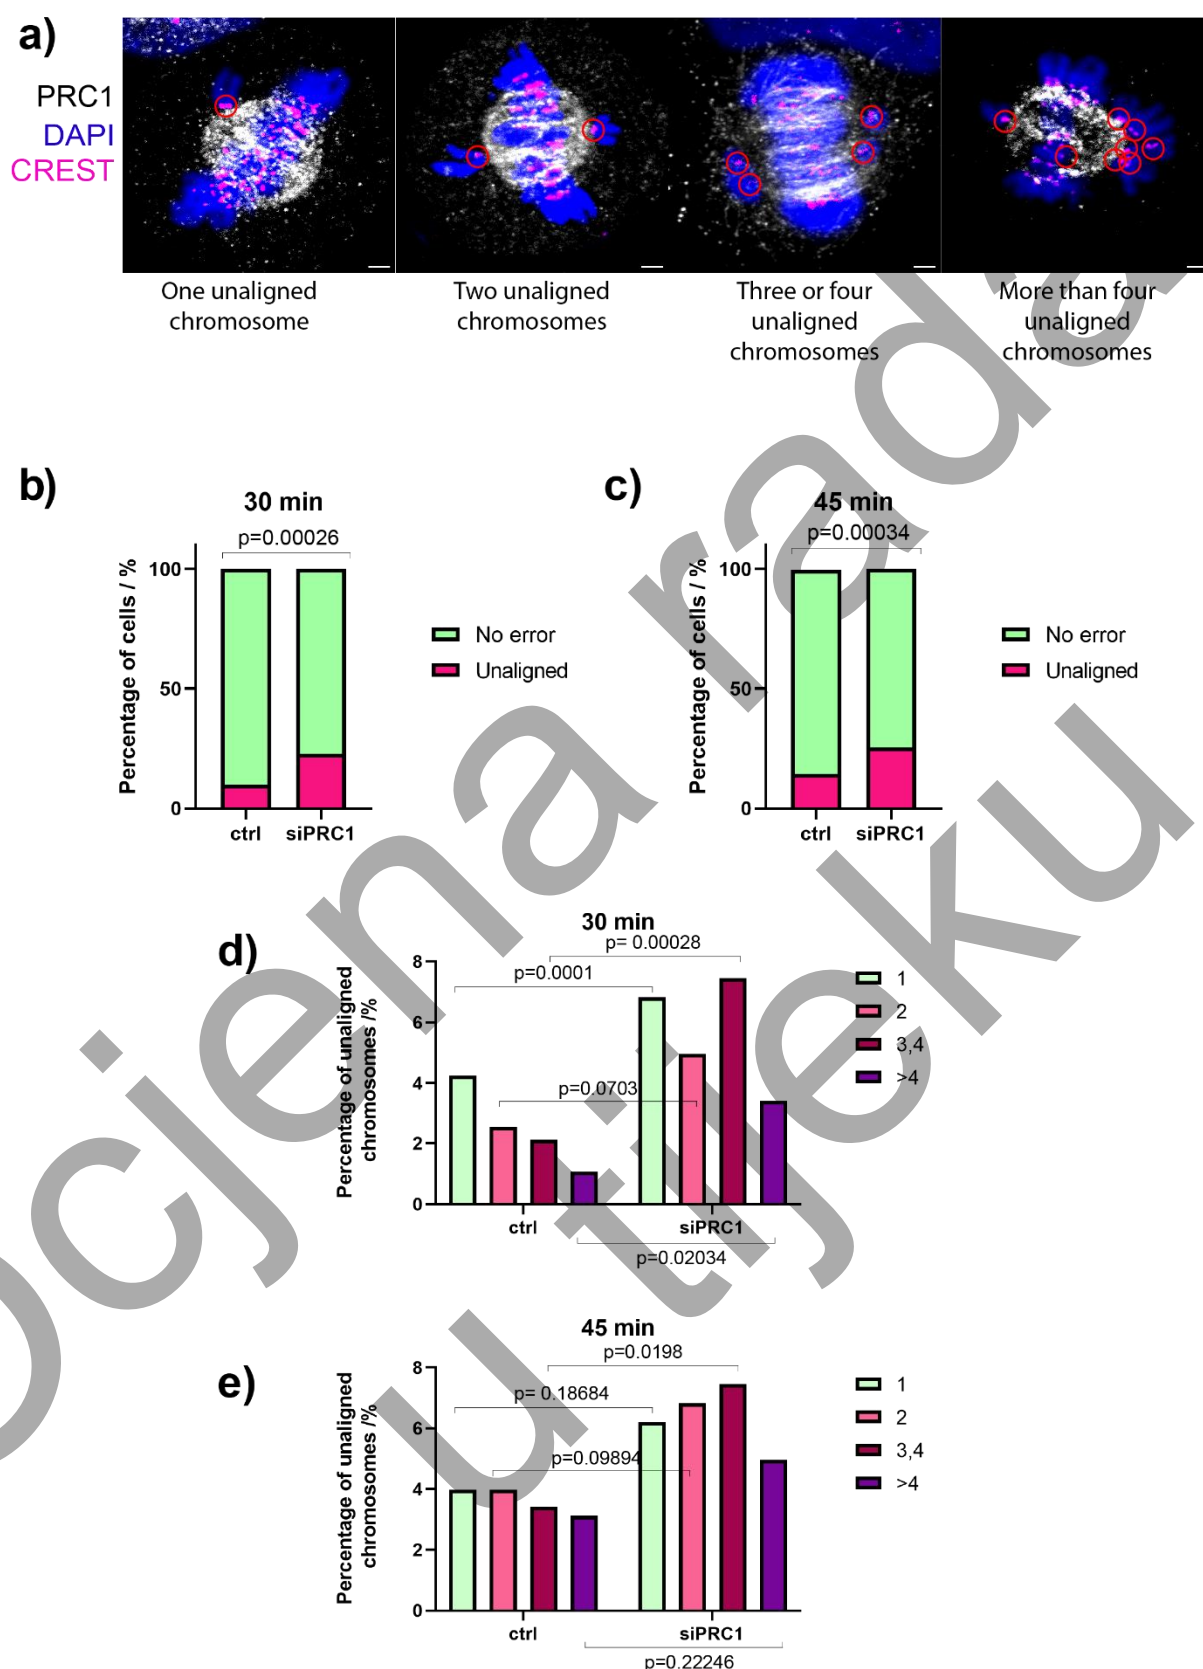 a)
PRC1
DAPI
CREST
One unaligned
chromosome
Two unaligned
chromosomes
Three or four
unaligned
chromosomes
More than four
unaligned
chromosomes
b)
30 min
p=0.00026
Percentage of cells / %
100
50
0
ctrl
siPRC1
No error
Unaligned
c)
45 min
p=0.00034
Percentage of cells / %
100
50
0
ctrl
siPRC1
No error
Unaligned
d)
30 min
p= 0.00028
p=0.0001
p=0.0703
Percentage of unaligned
chromosomes /%
8
6
4
2
0
ctrl
siPRC1
p=0.02034
1
2
3,4
>4
e)
45 min
p=0.0198
p= 0.18684
p=0.09894
Percentage of unaligned
chromosomes /%
8
6
4
2
0
ctrl
siPRC1
p=0.22246
1
2
3,4
>4
Ocjena rada
u tijeku